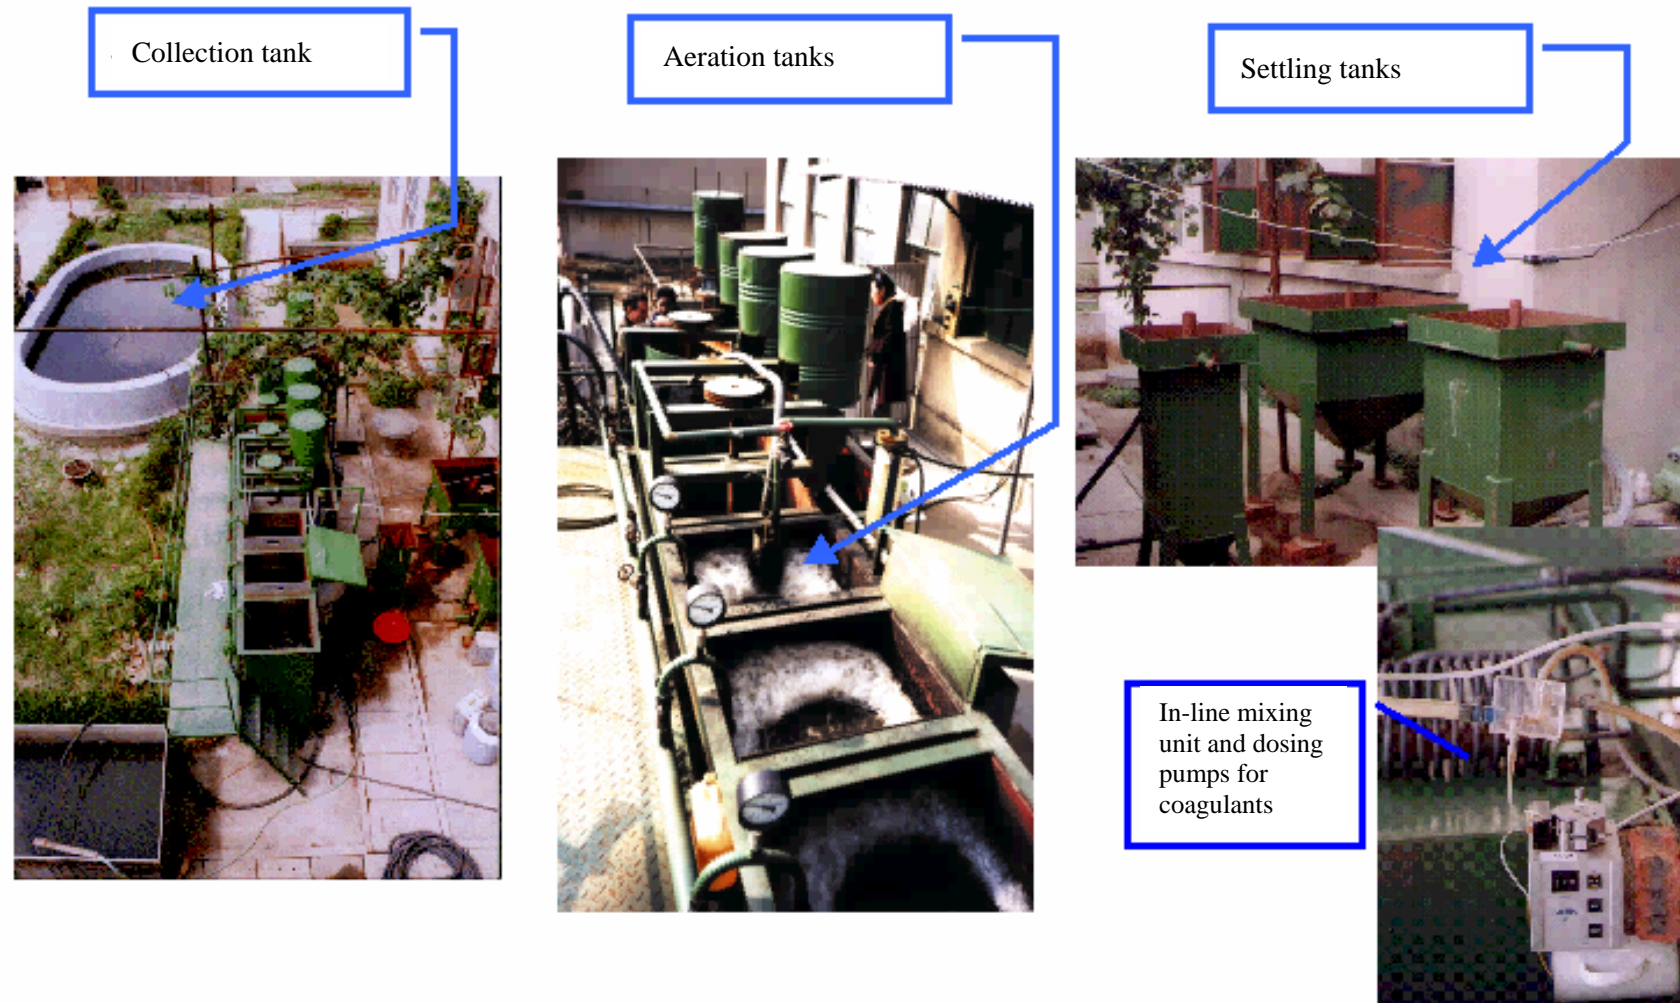 Collection tank
Aeration tanks
Settling tanks
In-line mixing
unit and dosing
pumps for
coagulants